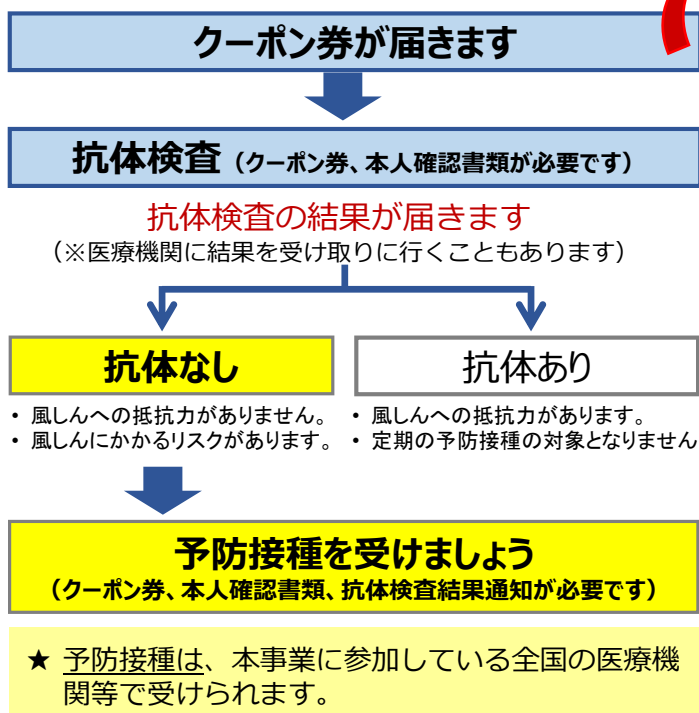 クーポン券が届きます
抗体検査（クーポン券、本人確認書類が必要です）
抗体検査の結果が届きます
（※医療機関に結果を受け取りに行くこともあります）
抗体なし
• 風しんへの抵抗力がありません。
• 風しんにかかるリスクがあります。
抗体あり
• 風しんへの抵抗力があります。
• 定期の予防接種の対象となりません
予防接種を受けましょう
（クーポン券、本人確認書類、抗体検査結果通知が必要です）
★ 予防接種は、本事業に参加している全国の医療機
関等で受けられます。